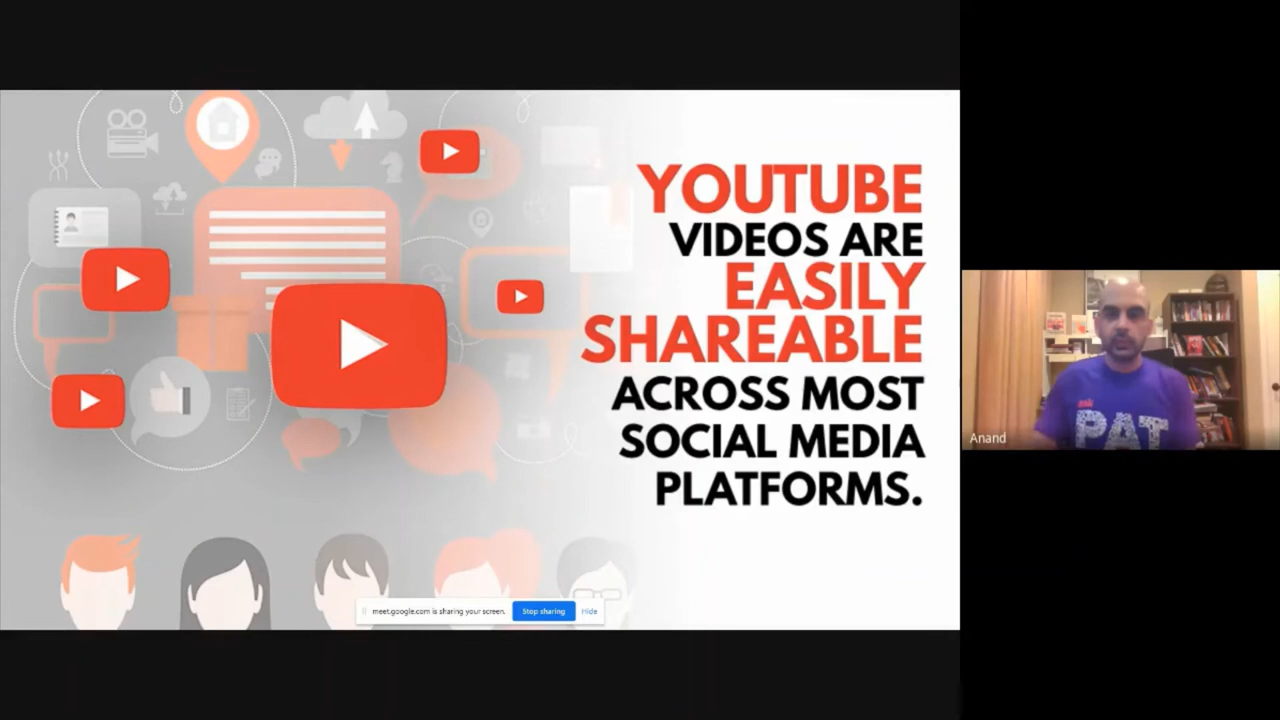 YOUTUBE
VIDEOS ARE
EASILY
SHAREABLE
ACROSS MOST
SOCIAL MEDIA
PLATFORMS.
meet.google.com is sharing your screen.
Stop sharing
Hide
Anand
PAT